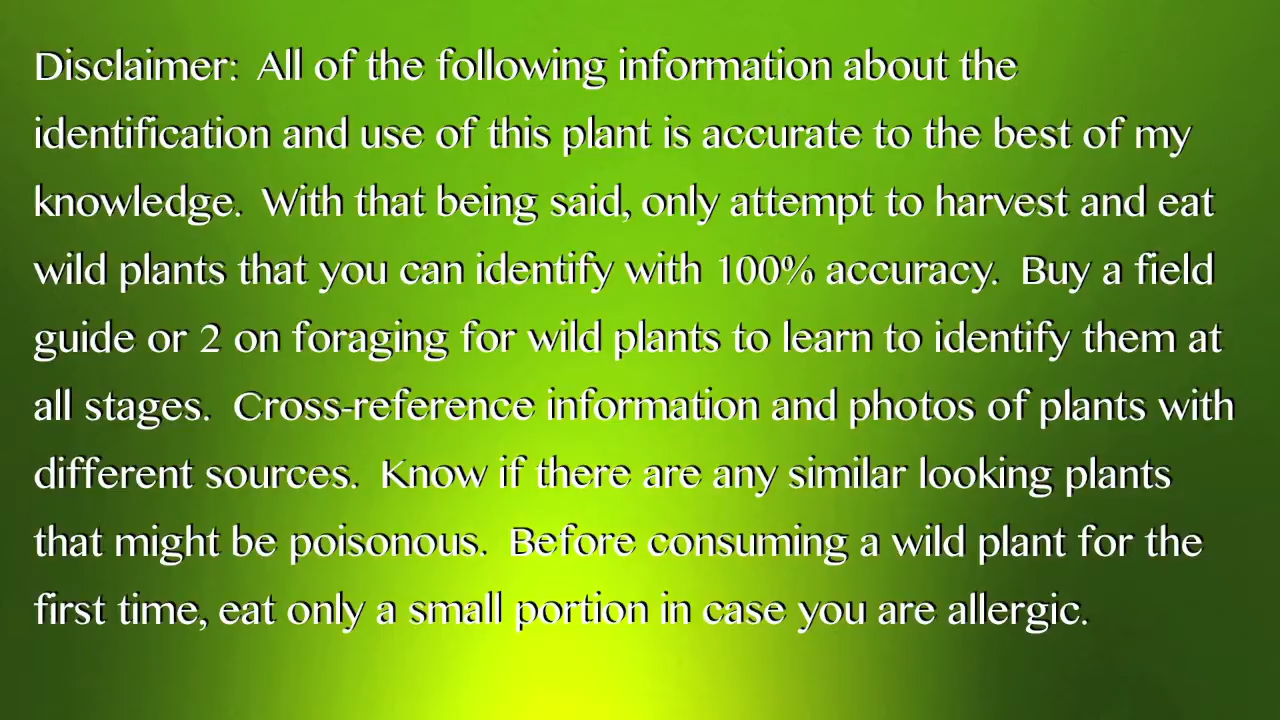 Disclaimer:  All of the following information about the
identification and use of this plant is accurate to the best of my
knowledge.  With that being said, only attempt to harvest and eat
wild plants that you can identify with 100% accuracy.  Buy a field
guide or 2 on foraging for wild plants to learn to identify them at
all stages.  Cross-reference information and photos of plants with
different sources.  Know if there are any similar looking plants
that might be poisonous.  Before consuming a wild plant for the
first time, eat only a small portion in case you are allergic.